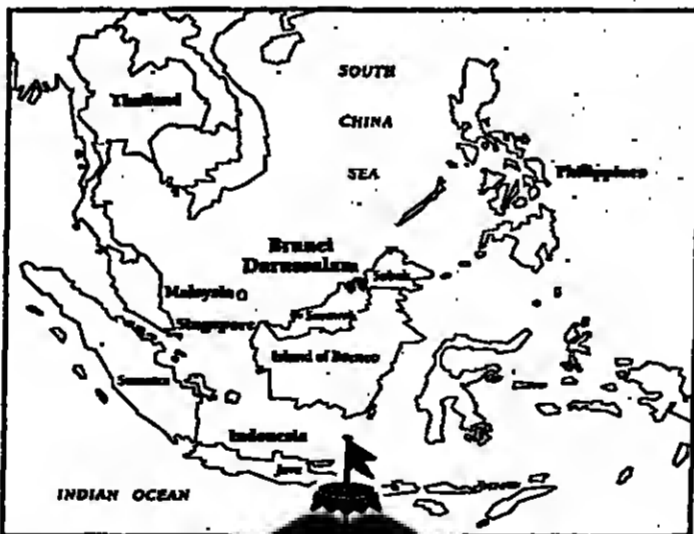 SOUTH
Thailand
CHINA
SEA
Philippines
Brunei
Darussalam
Sabah
Malaysia
Sarawak
Singapore
Island of Borneo
Sumatra
Indonesia
Java
INDIAN OCEAN